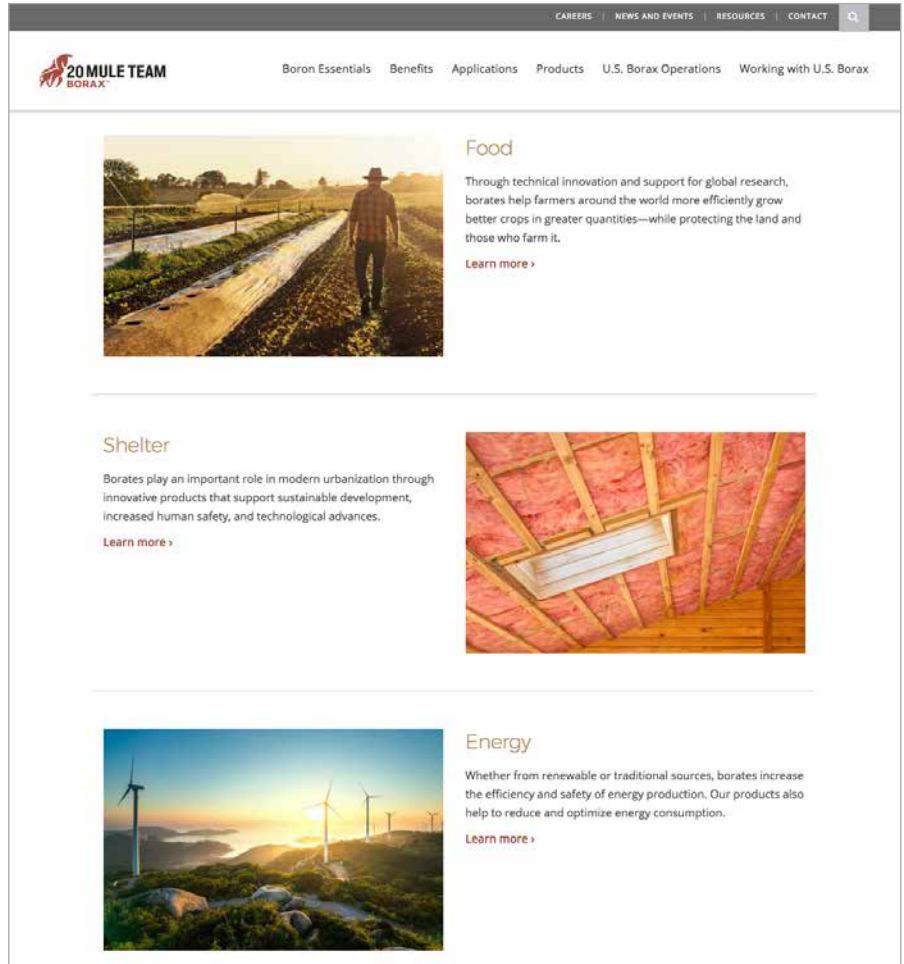 CAREERS | NEWS AND EVENTS | RESOURCES | CONTACT
20 MULE TEAM
BORAX™
Boron Essentials Benefits Applications Products U.S. Borax Operations Working with U.S. Borax
Food
Through technical innovation and support for global research,
borates help farmers around the world more efficiently grow
better crops in greater quantities—while protecting the land and
those who farm it.
Learn more ›
Shelter
Borates play an important role in modern urbanization through
innovative products that support sustainable development,
increased human safety, and technological advances.
Learn more ›
Energy
Whether from renewable or traditional sources, borates increase
the efficiency and safety of energy production. Our products also
help to reduce and optimize energy consumption.
Learn more ›